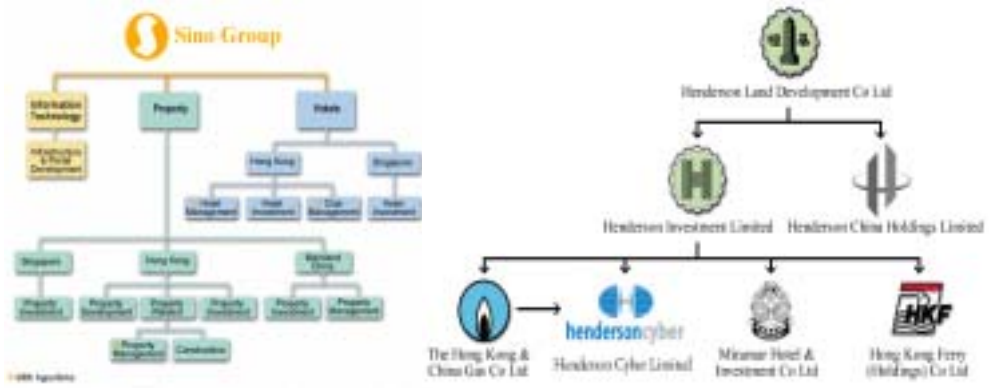 Sino Group
Information
Technology
Property
Hotels
Infrastructure
& Portal
Development
Hong Kong
Singapore
Hotel
Management
Hotel
Investment
Club
Management
Hotel
Investment
Singapore
Hong Kong
Mainland
China
Property
Investment
Property
Development
Property
Property
Investment
Property
Investment
Property
Management
Property
Management
Construction
Henderson Land Development Co Ltd
H
Henderson Investment Limited
Henderson China Holdings Limited
hendersoncyber
HKF
The Hong Kong &
China Gas Co Ltd
Henderson Cyber Limited
Miramar Hotel &
Investment Co Ltd
Hong Kong Ferry
(Holdings) Co Ltd